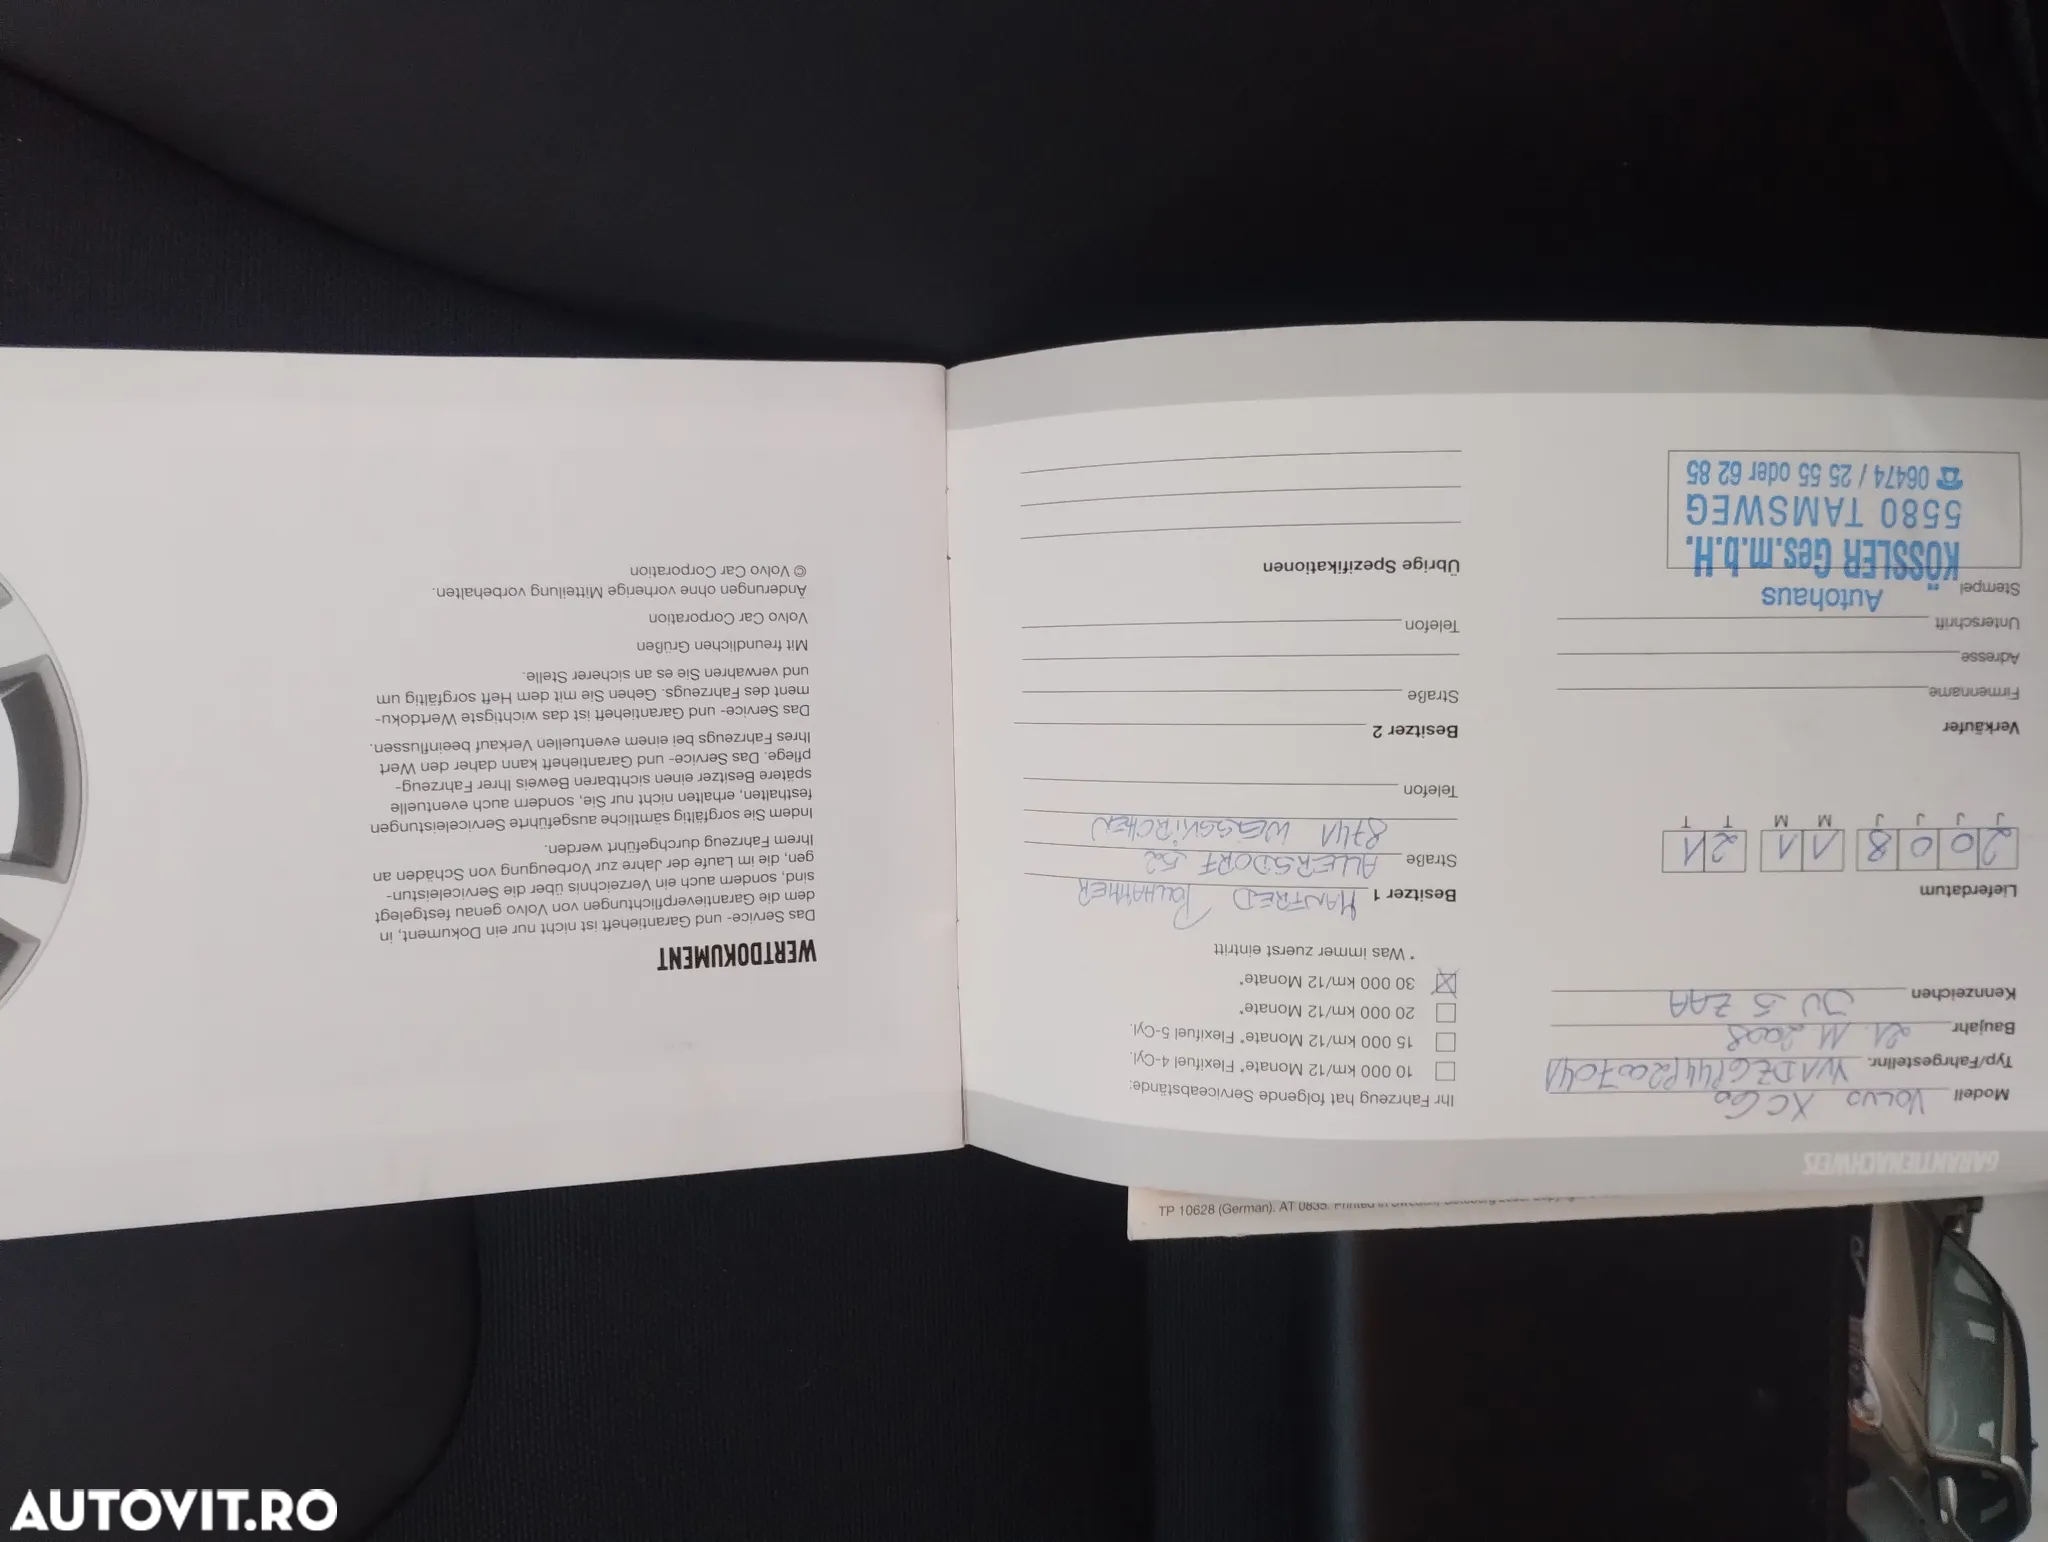 GARANTIENACHWEIS
Modell VOLVO XC60
Typ/Fahrgestellnr.
Baujahr 21. 11. 2008
Kennzeichen JU 5 ZAA
Lieferdatum
2 0 0 8 1 1 2 1
J J J J M M T T
Verkäufer
Firmenname
Adresse
Unterschrift
Stempel
Autohaus
KÖSSLER Ges.m.b.H.
5580 TAMSWEG
☎ 06474 / 25 55 oder 62 85
Ihr Fahrzeug hat folgende Serviceabstände:
10 000 km/12 Monate* Flexifuel 4-Cyl.
15 000 km/12 Monate* Flexifuel 5-Cyl.
20 000 km/12 Monate*
30 000 km/12 Monate*
* Was immer zuerst eintritt
Besitzer 1 MANFRED
Straße ALLERSDORF 52
8741 WEISSKIRCHEN
Telefon
Besitzer 2
Straße
Telefon
Übrige Spezifikationen
WERTDOKUMENT
Das Service- und Garantieheft ist nicht nur ein Dokument, in
dem die Garantieverpflichtungen von Volvo genau festgelegt
sind, sondern auch ein Verzeichnis über die Serviceleistun-
gen, die im Laufe der Jahre zur Vorbeugung von Schäden an
Ihrem Fahrzeug durchgeführt werden.
Indem Sie sorgfältig sämtliche ausgeführte Serviceleistungen
festhalten, erhalten nicht nur Sie, sondern auch eventuelle
spätere Besitzer einen sichtbaren Beweis Ihrer Fahrzeug-
pflege. Das Service- und Garantieheft kann daher den Wert
Ihres Fahrzeugs bei einem eventuellen Verkauf beeinflussen.
Das Service- und Garantieheft ist das wichtigste Wertdoku-
ment des Fahrzeugs. Gehen Sie mit dem Heft sorgfältig um
und verwahren Sie es an sicherer Stelle.
Mit freundlichen Grüßen
Volvo Car Corporation
Änderungen ohne vorherige Mitteilung vorbehalten.
© Volvo Car Corporation
TP 10628 (German). AT 0835. Printed in Sweden,
AUTOVIT.RO